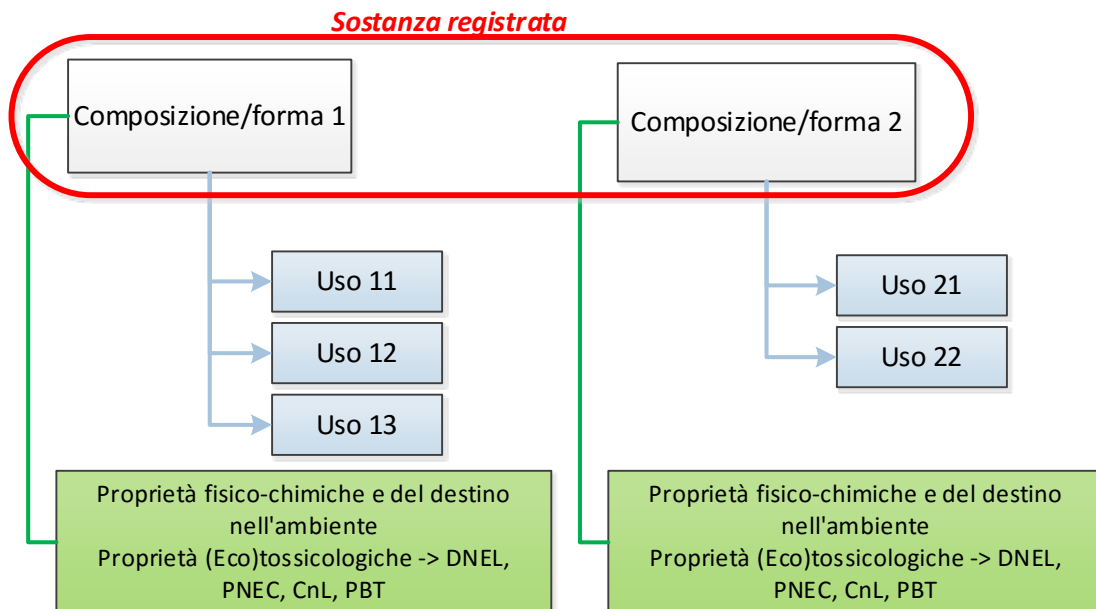 Sostanza registrata
Composizione/forma 1
Composizione/forma 2
Uso 11
Uso 12
Uso 13
Uso 21
Uso 22
Proprietà fisico-chimiche e del destino
nell'ambiente
Proprietà (Eco)tossicologiche -> DNEL,
PNEC, CnL, PBT
Proprietà fisico-chimiche e del destino
nell'ambiente
Proprietà (Eco)tossicologiche -> DNEL,
PNEC, CnL, PBT